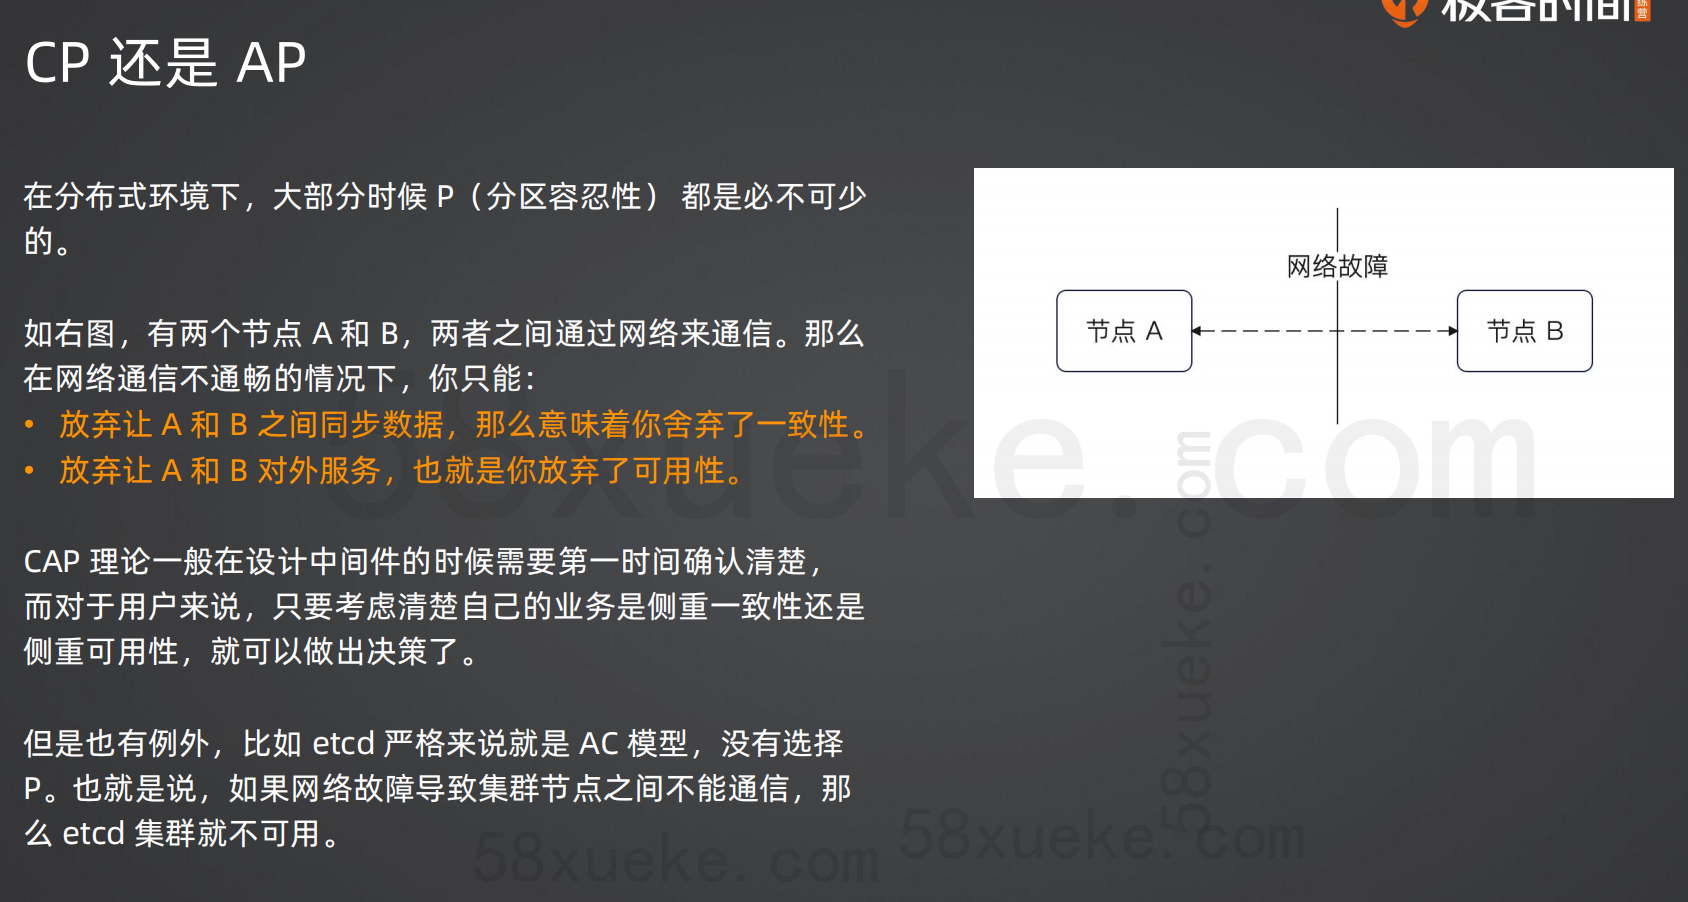 极客时间
CP 还是 AP
在分布式环境下，大部分时候 P（分区容忍性） 都是必不可少
的。
如右图，有两个节点 A 和 B，两者之间通过网络来通信。那么
在网络通信不通畅的情况下，你只能：
• 放弃让 A 和 B 之间同步数据，那么意味着你舍弃了一致性。
• 放弃让 A 和 B 对外服务，也就是你放弃了可用性。
CAP 理论一般在设计中间件的时候需要第一时间确认清楚，
而对于用户来说，只要考虑清楚自己的业务是侧重一致性还是
侧重可用性，就可以做出决策了。
但是也有例外，比如 etcd 严格来说就是 AC 模型，没有选择
P。也就是说，如果网络故障导致集群节点之间不能通信，那
么 etcd 集群就不可用。
网络故障
节点 A
节点 B
58xueke.com
58xueke.com
58xueke.com
58xueke.com